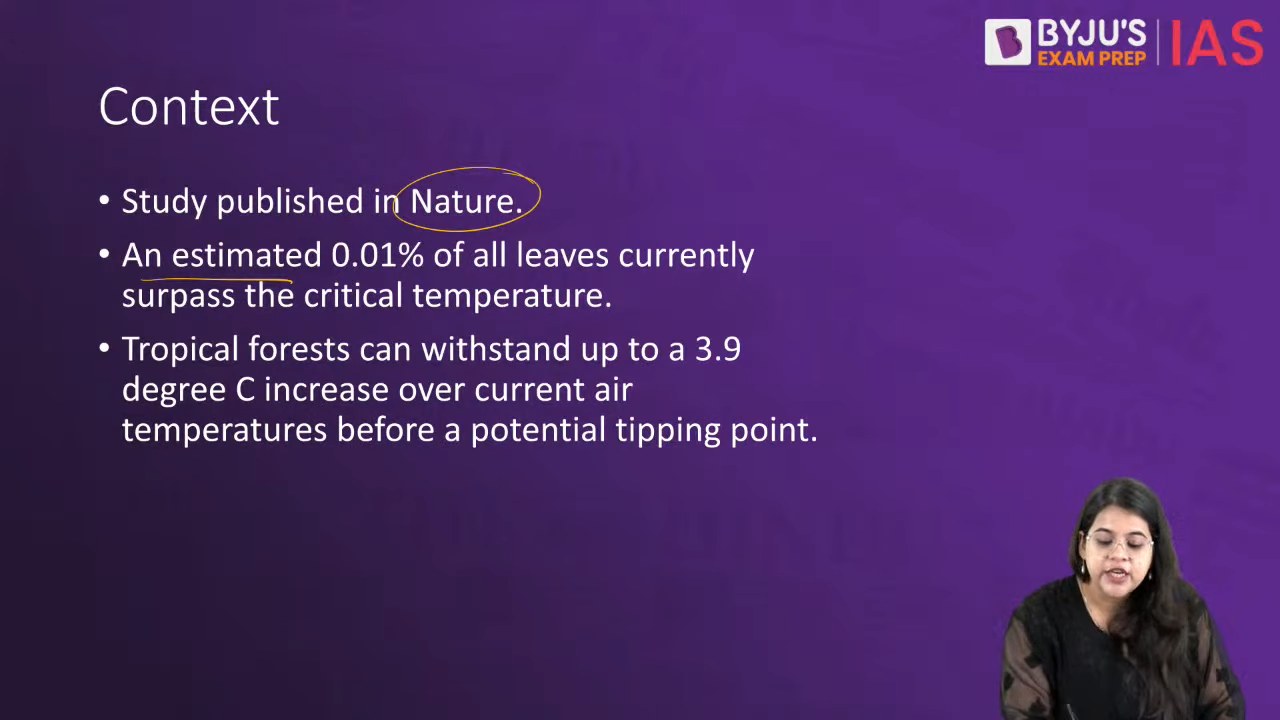 BYJU'S IAS
EXAM PREP
Context
• Study published in Nature.
• An estimated 0.01% of all leaves currently
surpass the critical temperature.
• Tropical forests can withstand up to a 3.9
degree C increase over current air
temperatures before a potential tipping point.